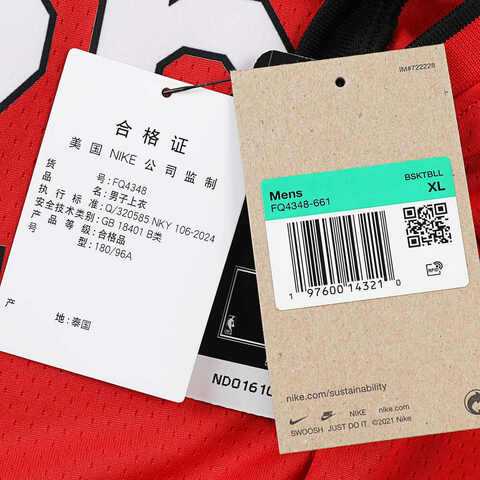 合格证
美国 NIKE 公司监制
货号: FQ4348
品名: 男子上衣
执行标准: Q/320585 NKY 106-2024
安全技术类别: GB 18401 B类
产品等级: 合格品
型: 180/96A
产地: 泰国
IM#722228
BSKTBLL
Mens XL
FQ4348-661
1 97600 14321 0
RFID
nike.com/sustainability
NIKE nike.com
SWOOSH JUST DO IT. ©2021 Nike